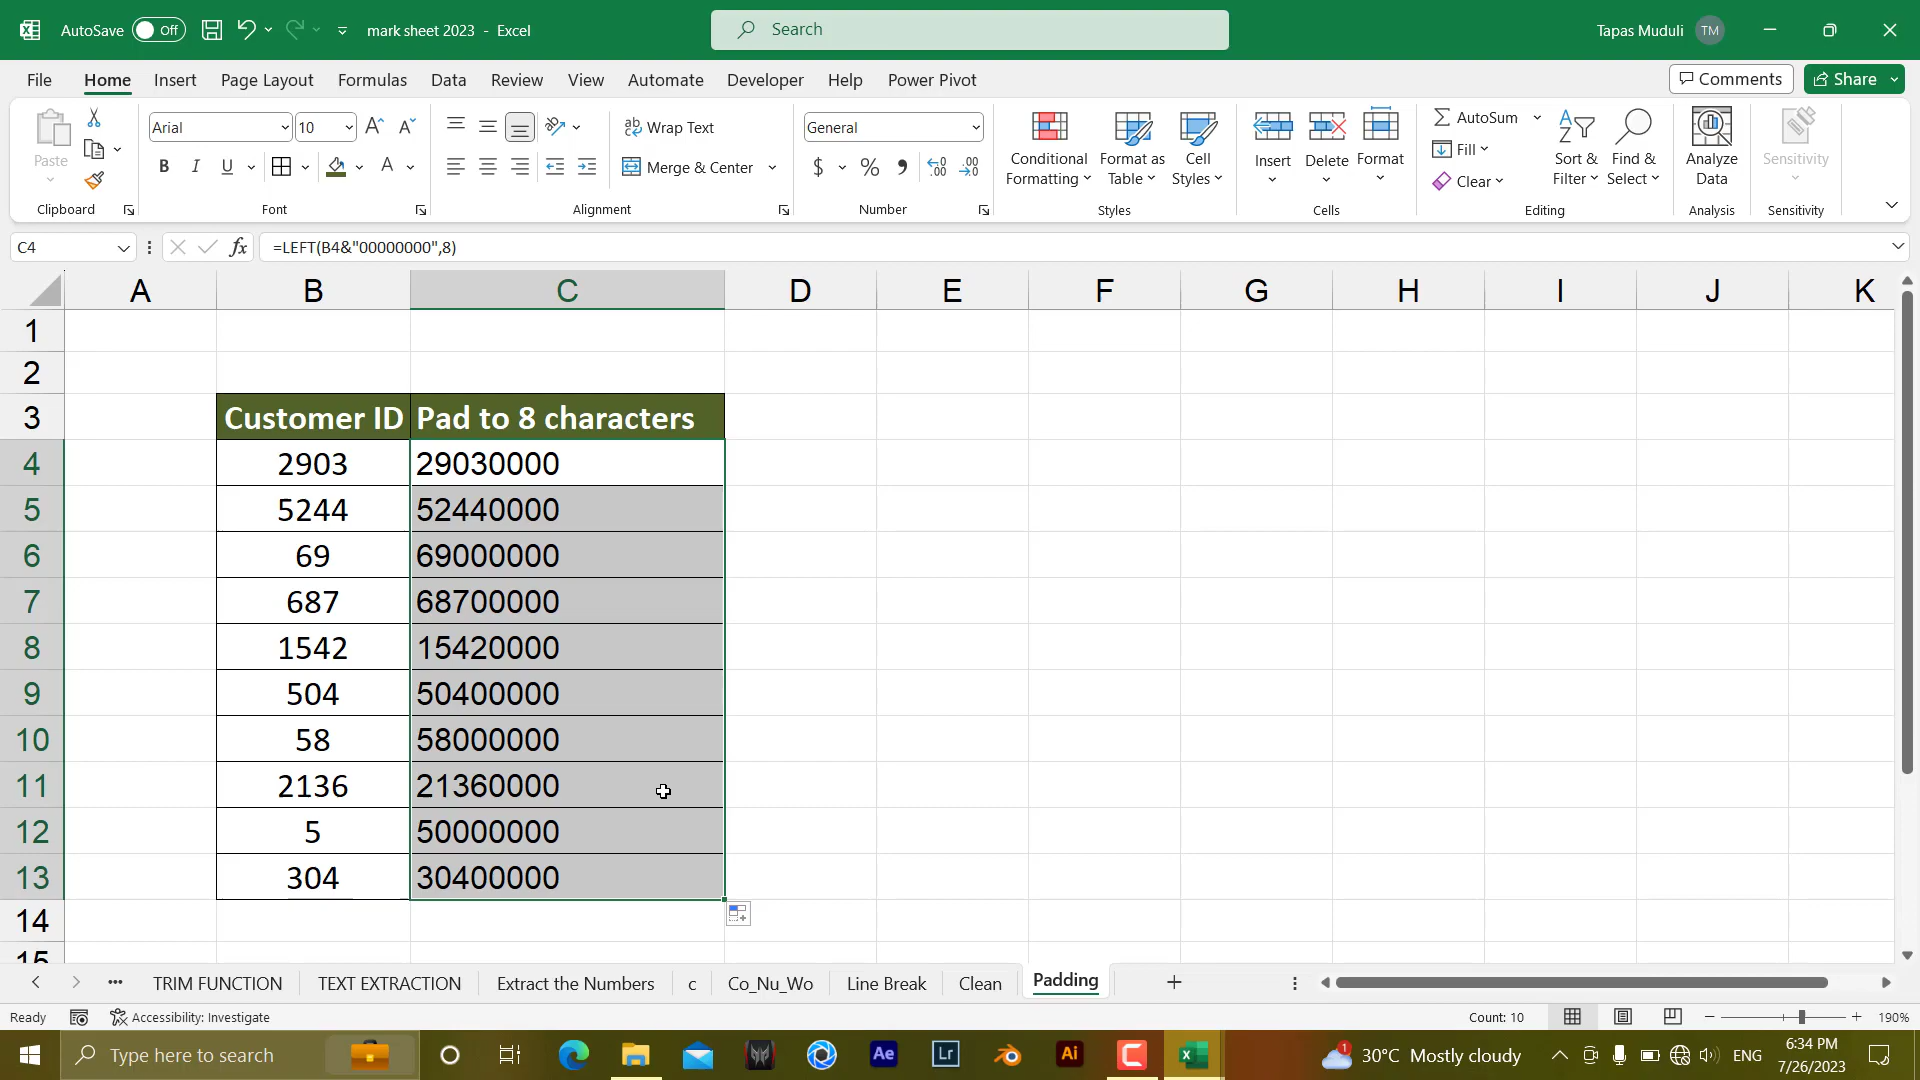 AutoSave Off mark sheet 2023 - Excel Search Tapas Muduli TM
File Home Insert Page Layout Formulas Data Review View Automate Developer Help Power Pivot Comments Share
Paste Arial 10 Wrap Text General Conditional Formatting Format as Table Cell Styles Insert Delete Format AutoSum Sort & Filter Find & Select Analyze Data Sensitivity
B I U A Merge & Center $ % Fill Clear
Clipboard Font Alignment Number Styles Cells Editing Analysis Sensitivity
C4 fx =LEFT(B4&"00000000",8)
A B C D E F G H I J K
1
2
3 Customer ID Pad to 8 characters
4 2903 29030000
5 5244 52440000
6 69 69000000
7 687 68700000
8 1542 15420000
9 504 50400000
10 58 58000000
11 2136 21360000
12 5 50000000
13 304 30400000
14
15
TRIM FUNCTION TEXT EXTRACTION Extract the Numbers c Co_Nu_Wo Line Break Clean Padding
Ready Accessibility: Investigate Count: 10 190%
Type here to search Ae Lr Ai 1 30°C Mostly cloudy ENG 6:34 PM
7/26/2023